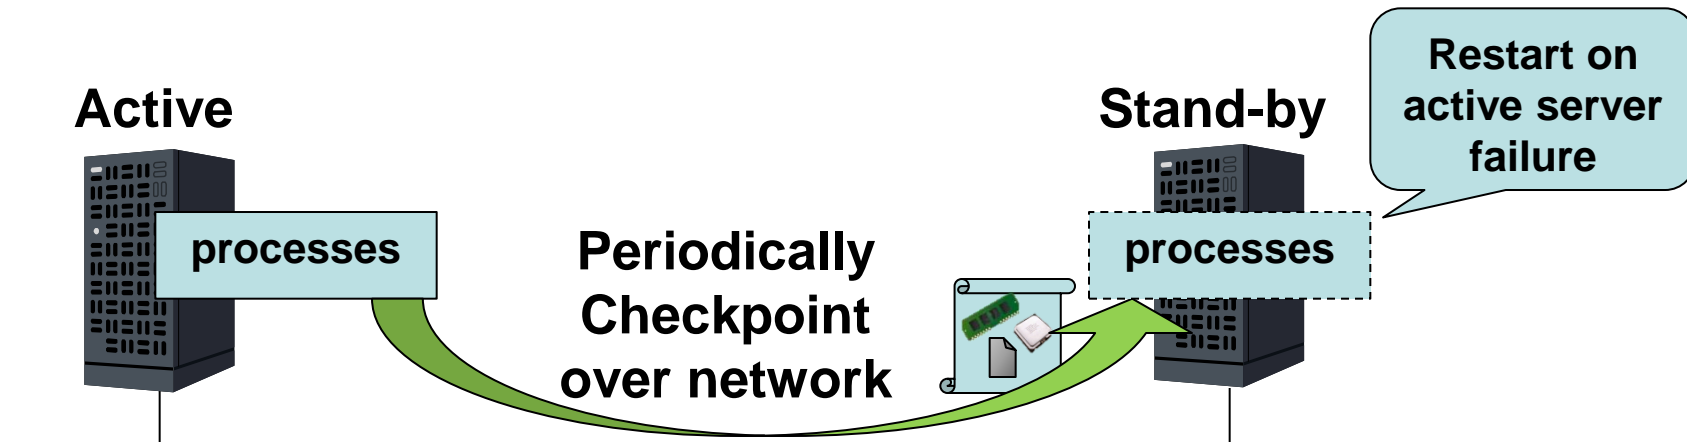 Active
Stand-by
Restart on
active server
failure
processes
processes
Periodically
Checkpoint
over network